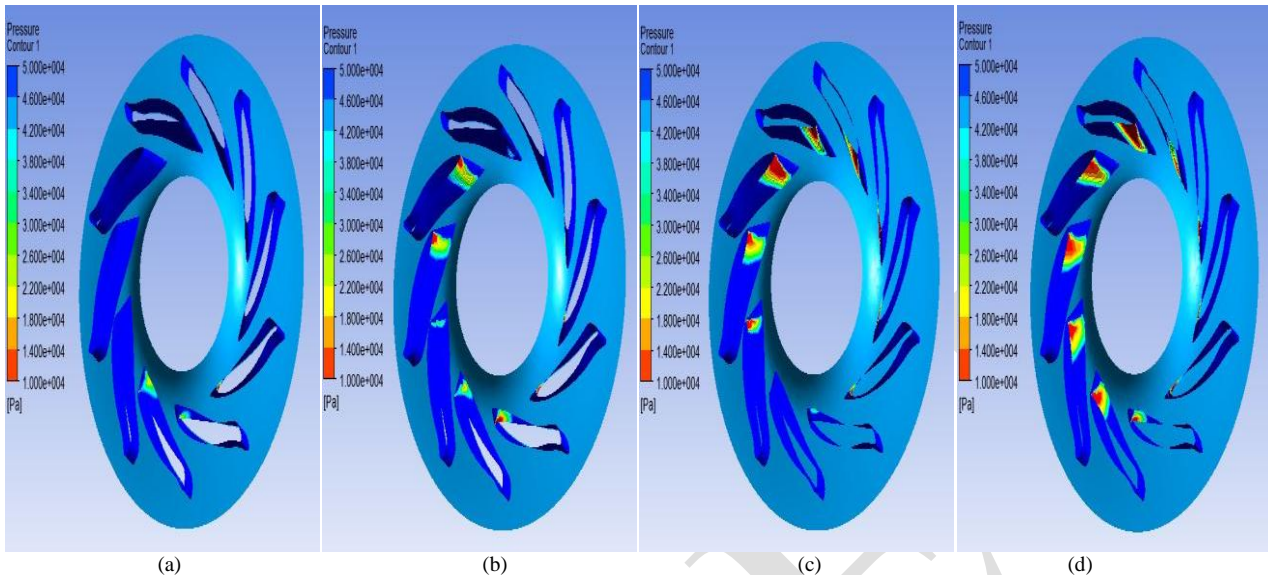 Pressure
Contour 1
5.000e+004
4.600e+004
4.200e+004
3.800e+004
3.400e+004
3.000e+004
2.600e+004
2.200e+004
1.800e+004
1.400e+004
1.000e+004
[Pa]
(a)
Pressure
Contour 1
5.000e+004
4.600e+004
4.200e+004
3.800e+004
3.400e+004
3.000e+004
2.600e+004
2.200e+004
1.800e+004
1.400e+004
1.000e+004
[Pa]
(b)
Pressure
Contour 1
5.000e+004
4.600e+004
4.200e+004
3.800e+004
3.400e+004
3.000e+004
2.600e+004
2.200e+004
1.800e+004
1.400e+004
1.000e+004
[Pa]
(c)
Pressure
Contour 1
5.000e+004
4.600e+004
4.200e+004
3.800e+004
3.400e+004
3.000e+004
2.600e+004
2.200e+004
1.800e+004
1.400e+004
1.000e+004
[Pa]
(d)